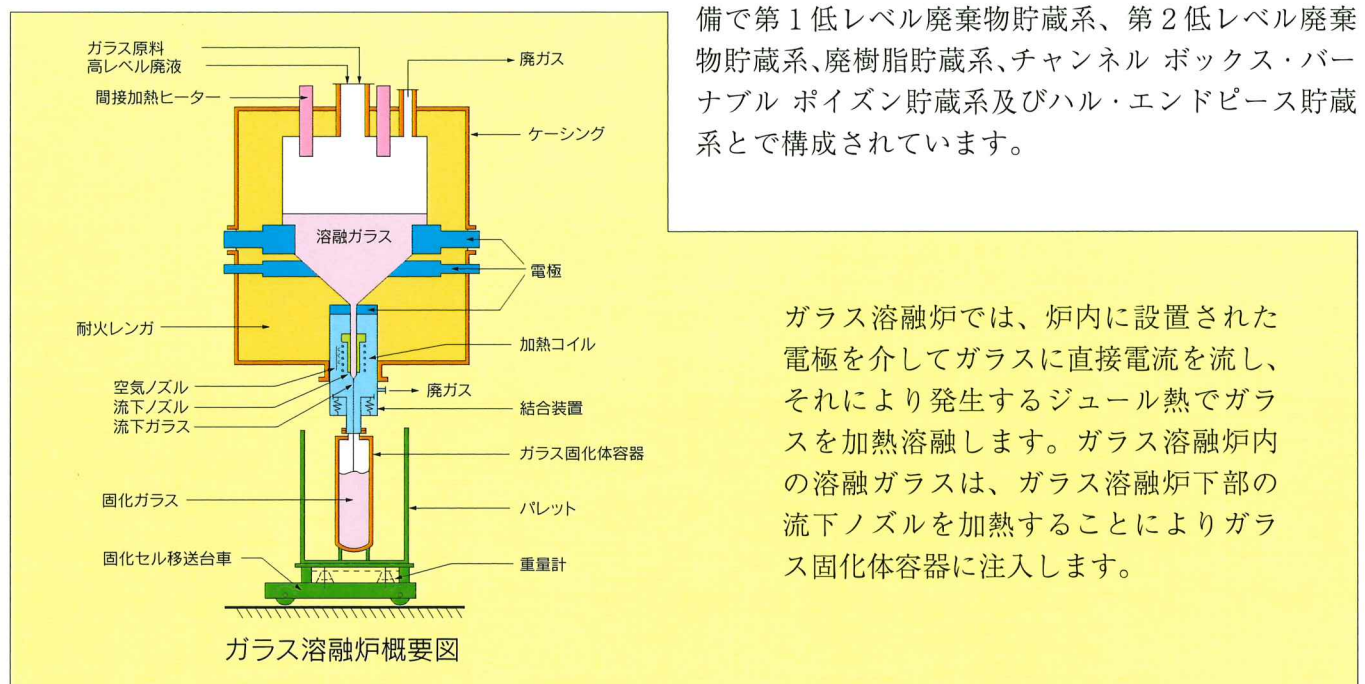 備で第1低レベル廃棄物貯蔵系、第2低レベル廃棄
物貯蔵系、廃樹脂貯蔵系、チャンネル ボックス・バー
ナブル ポイズン貯蔵系及びハル・エンドピース貯蔵
系とで構成されています。
ガラス原料
高レベル廃液
間接加熱ヒーター
廃ガス
ケーシング
溶融ガラス
電極
耐火レンガ
加熱コイル
空気ノズル
流下ノズル
流下ガラス
廃ガス
結合装置
ガラス固化体容器
固化ガラス
パレット
固化セル移送台車
重量計
ガラス溶融炉概要図
ガラス溶融炉では、炉内に設置された
電極を介してガラスに直接電流を流し、
それにより発生するジュール熱でガラ
スを加熱溶融します。ガラス溶融炉内
の溶融ガラスは、ガラス溶融炉下部の
流下ノズルを加熱することによりガラ
ス固化体容器に注入します。